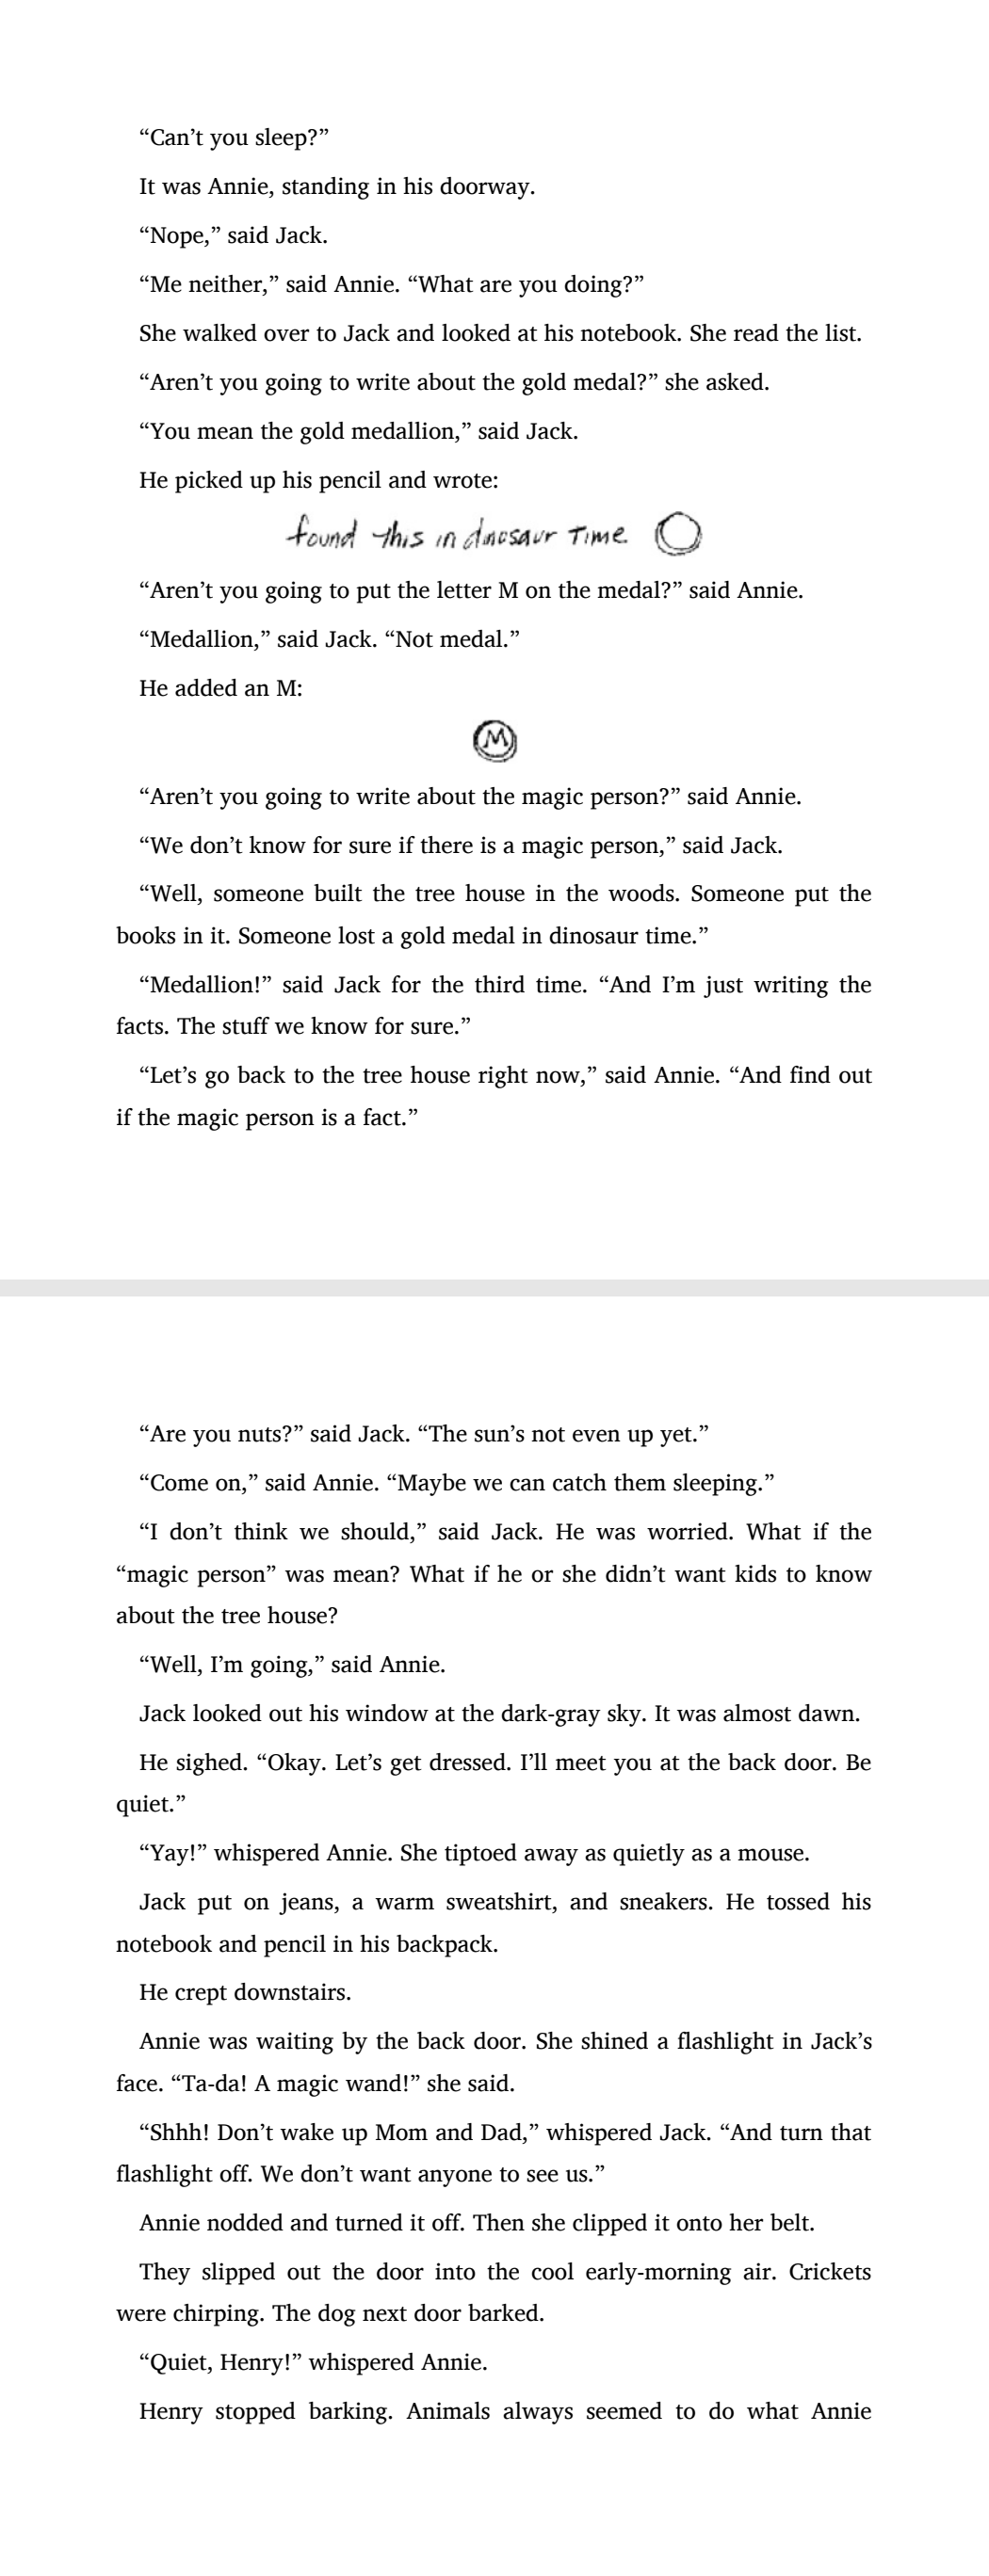 “Can’t you sleep?”
It was Annie, standing in his doorway.
“Nope,” said Jack.
“Me neither,” said Annie. “What are you doing?”
She walked over to Jack and looked at his notebook. She read the list.
“Aren’t you going to write about the gold medal?” she asked.
“You mean the gold medallion,” said Jack.
He picked up his pencil and wrote:
found this in dinosaur time
“Aren’t you going to put the letter M on the medal?” said Annie.
“Medallion,” said Jack. “Not medal.”
He added an M:
M
“Aren’t you going to write about the magic person?” said Annie.
“We don’t know for sure if there is a magic person,” said Jack.
“Well, someone built the tree house in the woods. Someone put the
books in it. Someone lost a gold medal in dinosaur time.”
“Medallion!” said Jack for the third time. “And I’m just writing the
facts. The stuff we know for sure.”
“Let’s go back to the tree house right now,” said Annie. “And find out
if the magic person is a fact.”
“Are you nuts?” said Jack. “The sun’s not even up yet.”
“Come on,” said Annie. “Maybe we can catch them sleeping.”
“I don’t think we should,” said Jack. He was worried. What if the
“magic person” was mean? What if he or she didn’t want kids to know
about the tree house?
“Well, I’m going,” said Annie.
Jack looked out his window at the dark-gray sky. It was almost dawn.
He sighed. “Okay. Let’s get dressed. I’ll meet you at the back door. Be
quiet.”
“Yay!” whispered Annie. She tiptoed away as quietly as a mouse.
Jack put on jeans, a warm sweatshirt, and sneakers. He tossed his
notebook and pencil in his backpack.
He crept downstairs.
Annie was waiting by the back door. She shined a flashlight in Jack’s
face. “Ta-da! A magic wand!” she said.
“Shhh! Don’t wake up Mom and Dad,” whispered Jack. “And turn that
flashlight off. We don’t want anyone to see us.”
Annie nodded and turned it off. Then she clipped it onto her belt.
They slipped out the door into the cool early-morning air. Crickets
were chirping. The dog next door barked.
“Quiet, Henry!” whispered Annie.
Henry stopped barking. Animals always seemed to do what Annie